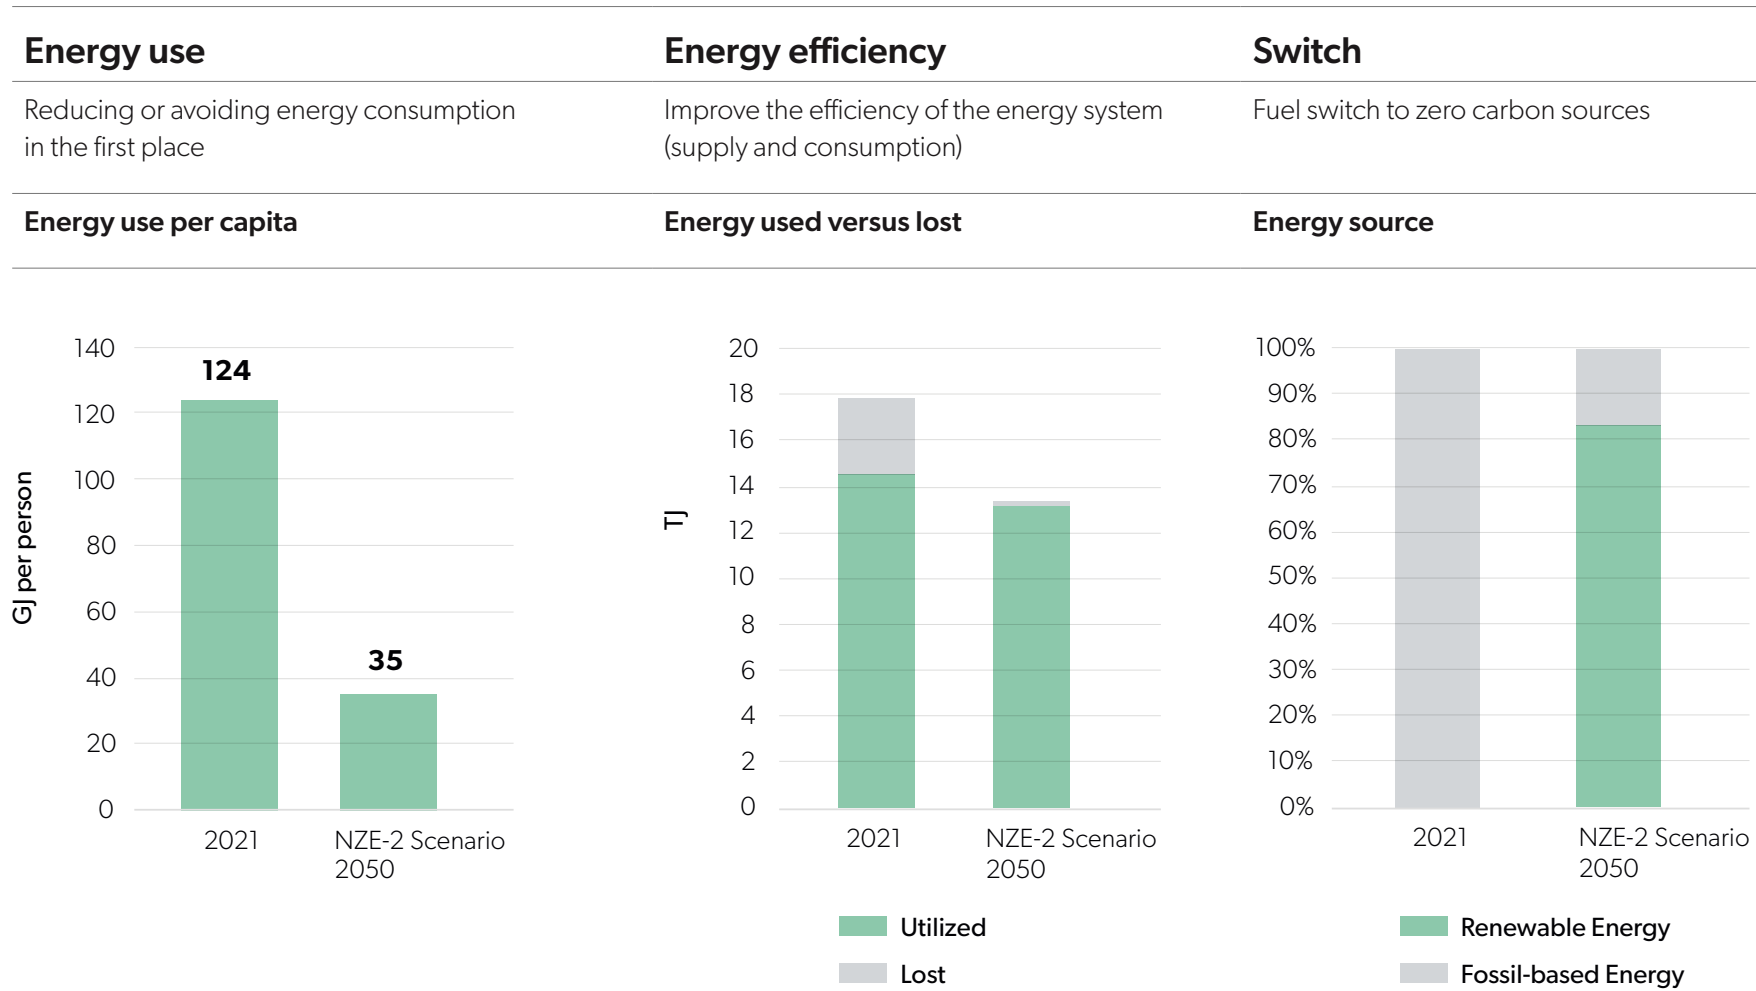 Energy use
Energy efficiency
Switch
Reducing or avoiding energy consumption
in the first place
Improve the efficiency of the energy system
(supply and consumption)
Fuel switch to zero carbon sources
Energy use per capita
Energy used versus lost
Energy source
GJ per person
140
120
100
80
60
40
20
0
124
35
2021
NZE-2 Scenario
2050
TJ
20
18
16
14
12
10
8
6
4
2
0
2021
NZE-2 Scenario
2050
Utilized
Lost
100%
90%
80%
70%
60%
50%
40%
30%
20%
10%
0%
2021
NZE-2 Scenario
2050
Renewable Energy
Fossil-based Energy